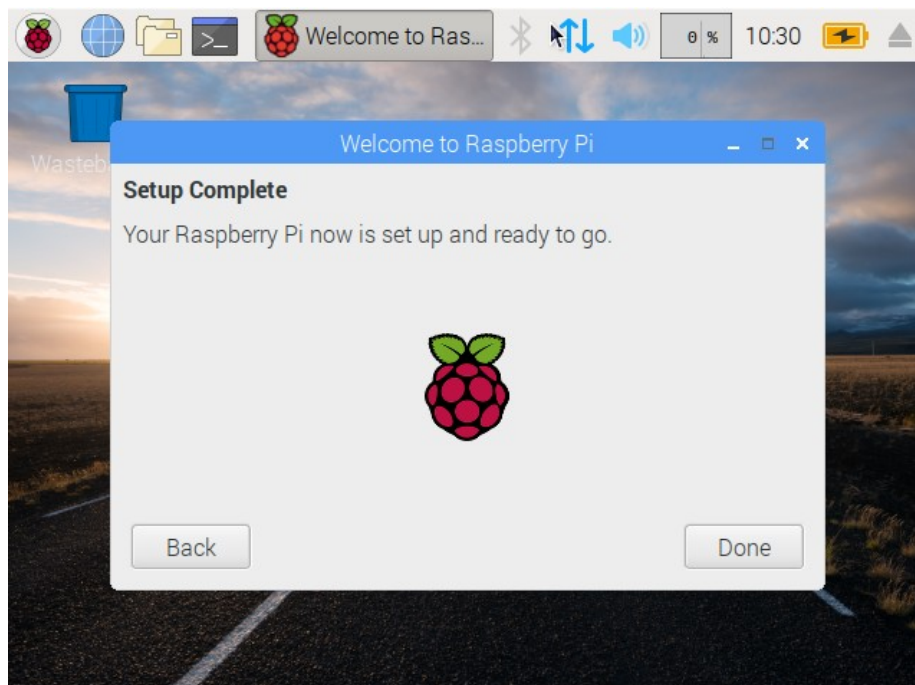 Welcome to Ras...
0 %
10:30
Welcome to Raspberry Pi
Setup Complete
Your Raspberry Pi now is set up and ready to go.
Back
Done